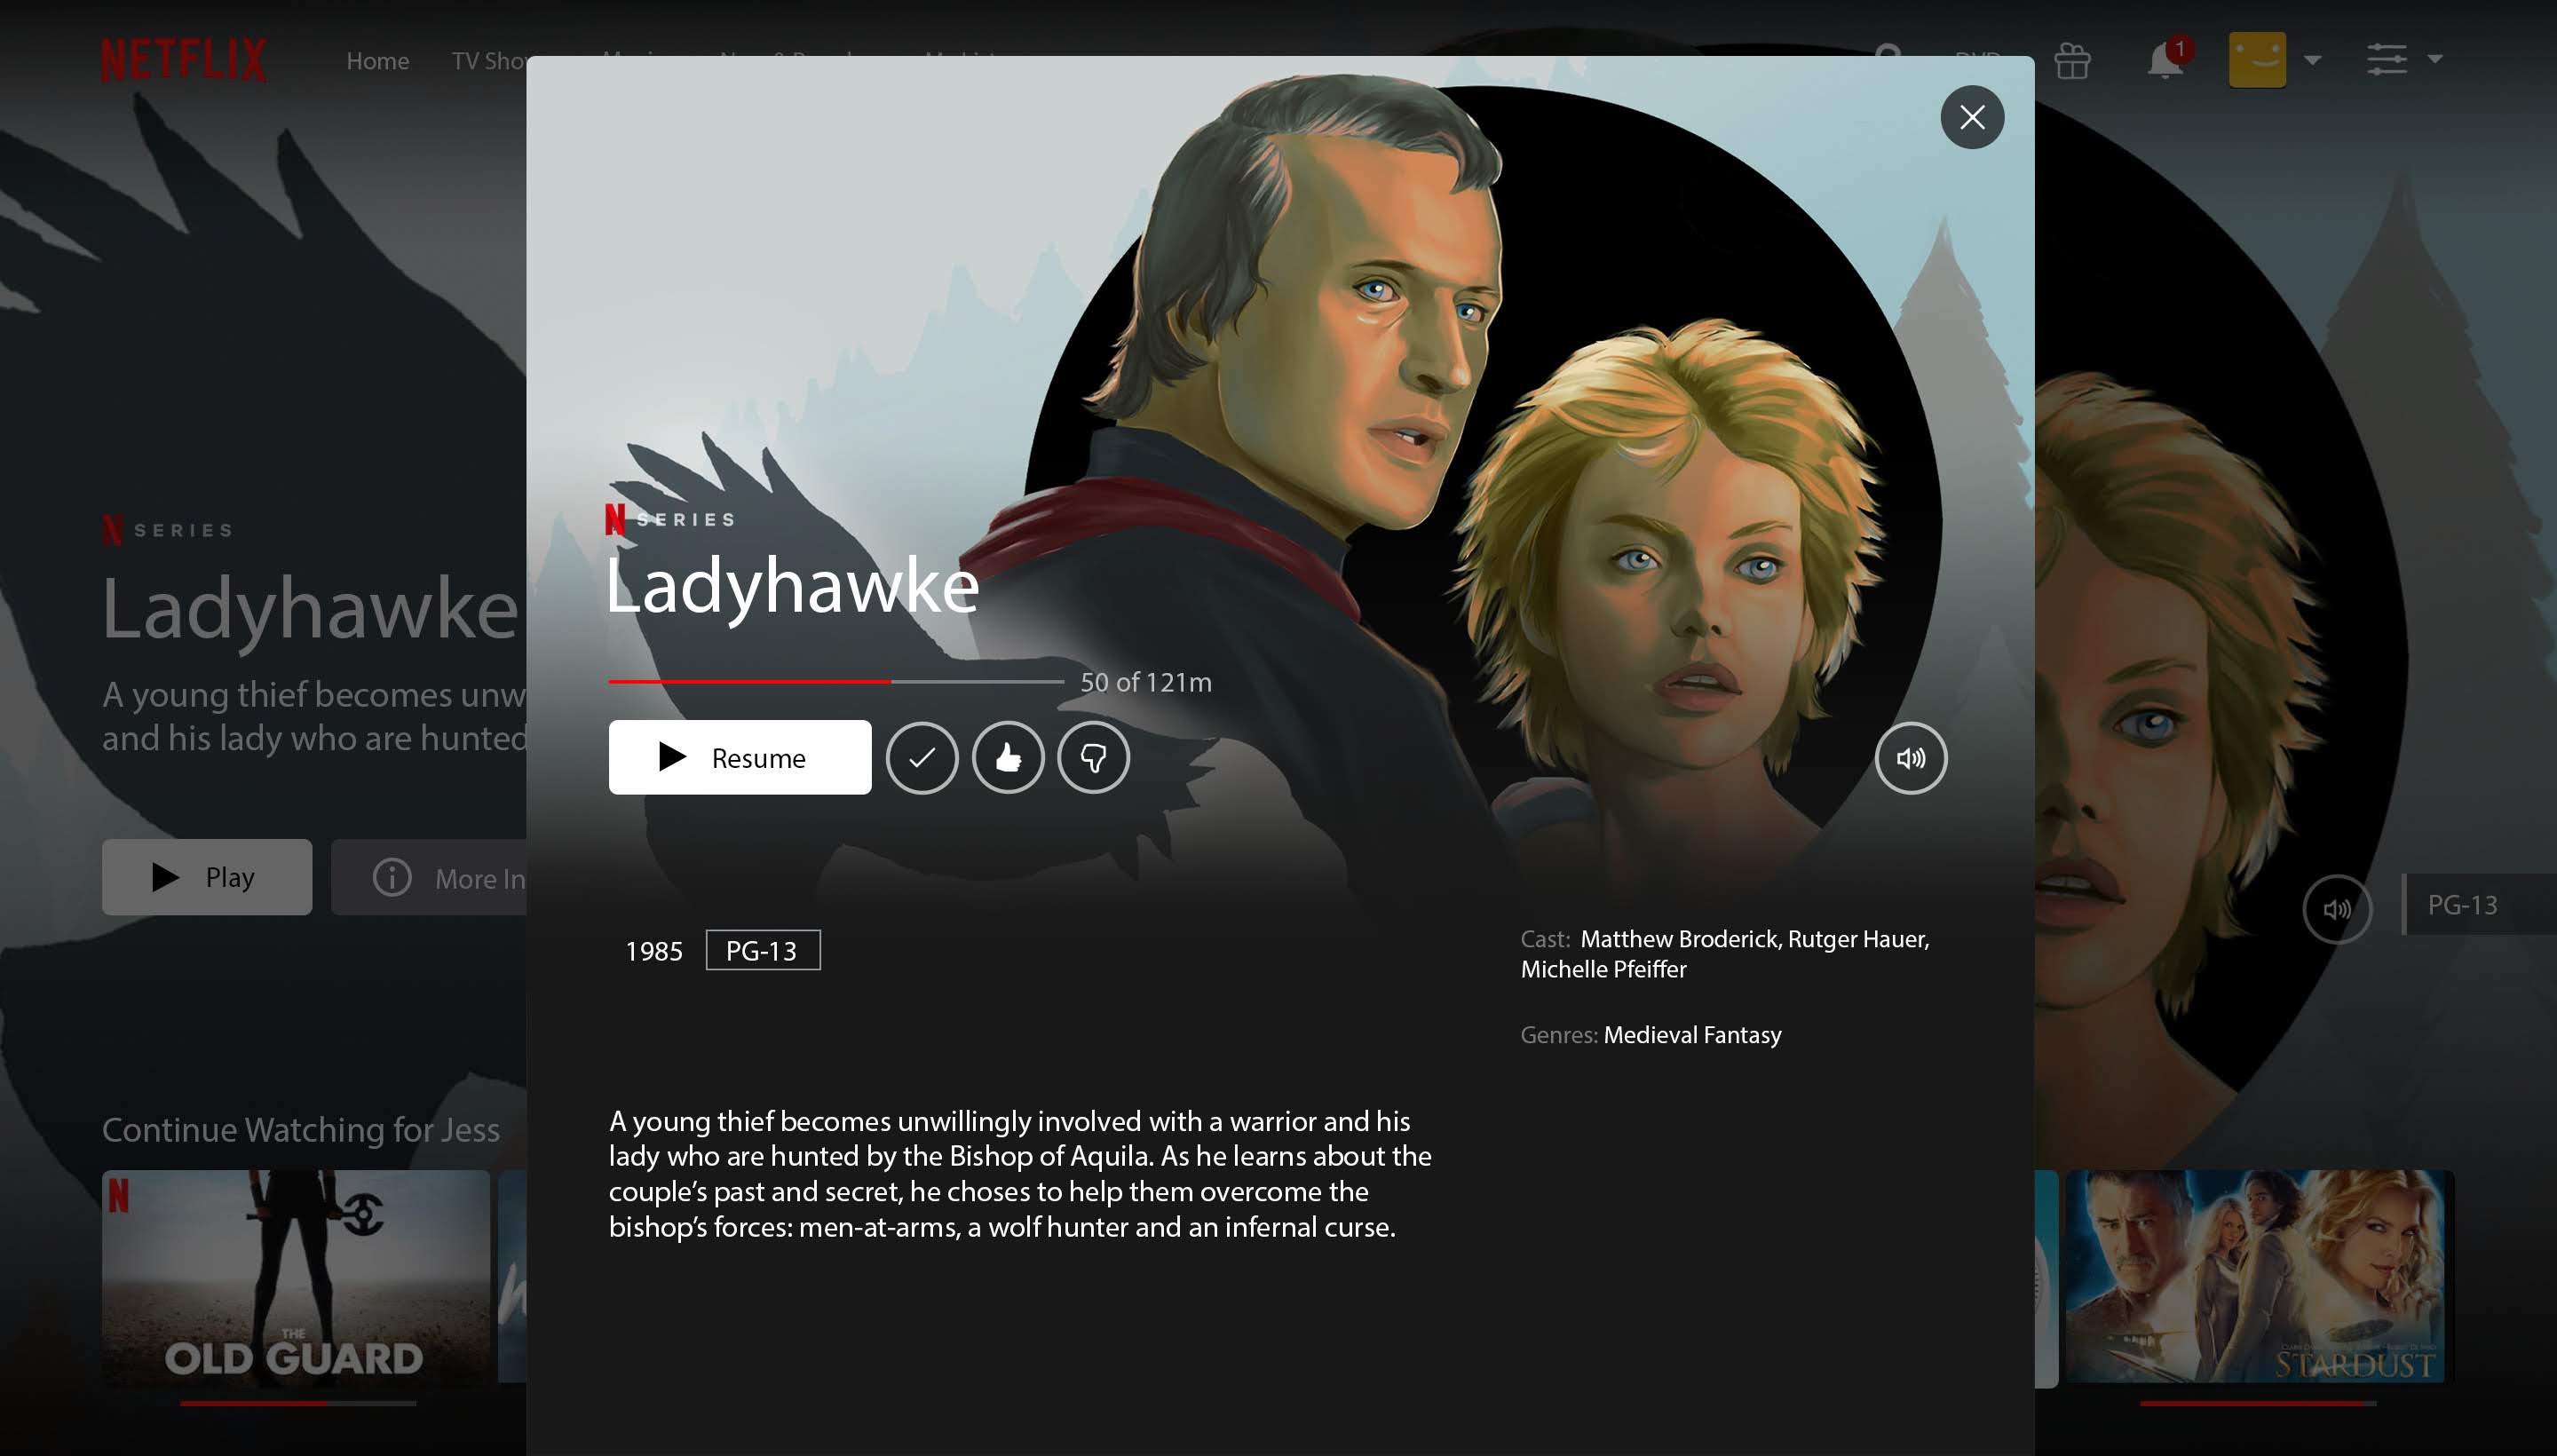 NETFLIX
Home
TV Sho
1
SERIES
Ladyhawke
A young thief becomes unw
and his lady who are hunted
Play
More In
PG-13
Continue Watching for Jess
THE
OLD GUARD
STARDUST
N SERIES
Ladyhawke
50 of 121m
Resume
1985 PG-13
Cast: Matthew Broderick, Rutger Hauer,
Michelle Pfeiffer
Genres: Medieval Fantasy
A young thief becomes unwillingly involved with a warrior and his
lady who are hunted by the Bishop of Aquila. As he learns about the
couple’s past and secret, he choses to help them overcome the
bishop’s forces: men-at-arms, a wolf hunter and an infernal curse.